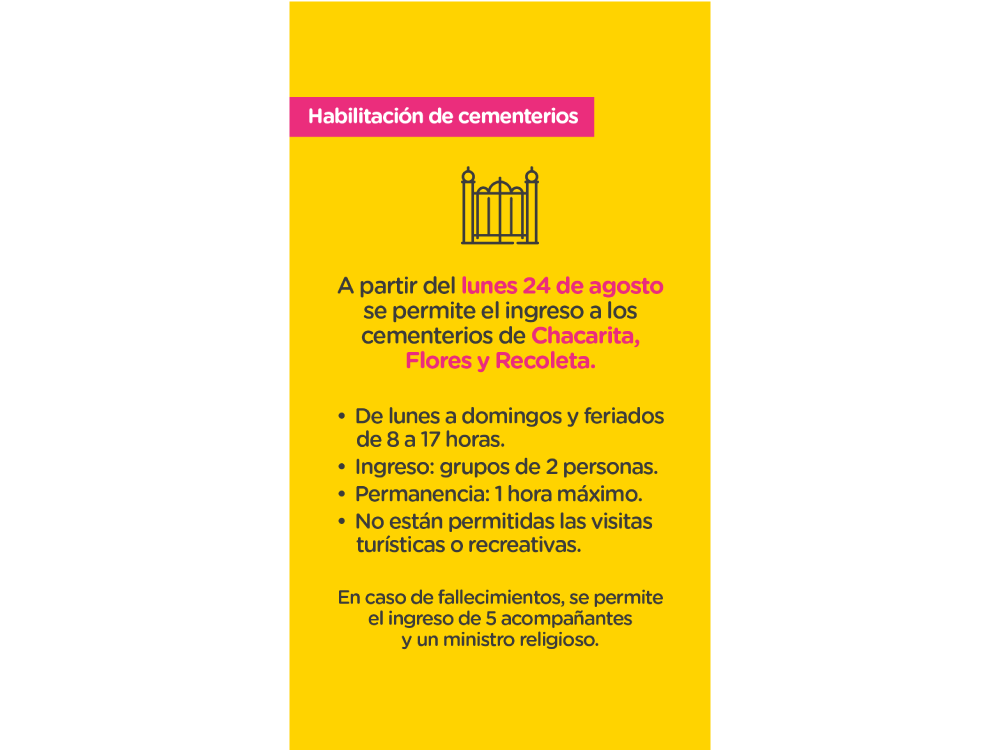 Habilitación de cementerios
A partir del lunes 24 de agosto
se permite el ingreso a los
cementerios de Chacarita,
Flores y Recoleta.
• De lunes a domingos y feriados
de 8 a 17 horas.
• Ingreso: grupos de 2 personas.
• Permanencia: 1 hora máximo.
• No están permitidas las visitas
turísticas o recreativas.
En caso de fallecimientos, se permite
el ingreso de 5 acompañantes
y un ministro religioso.